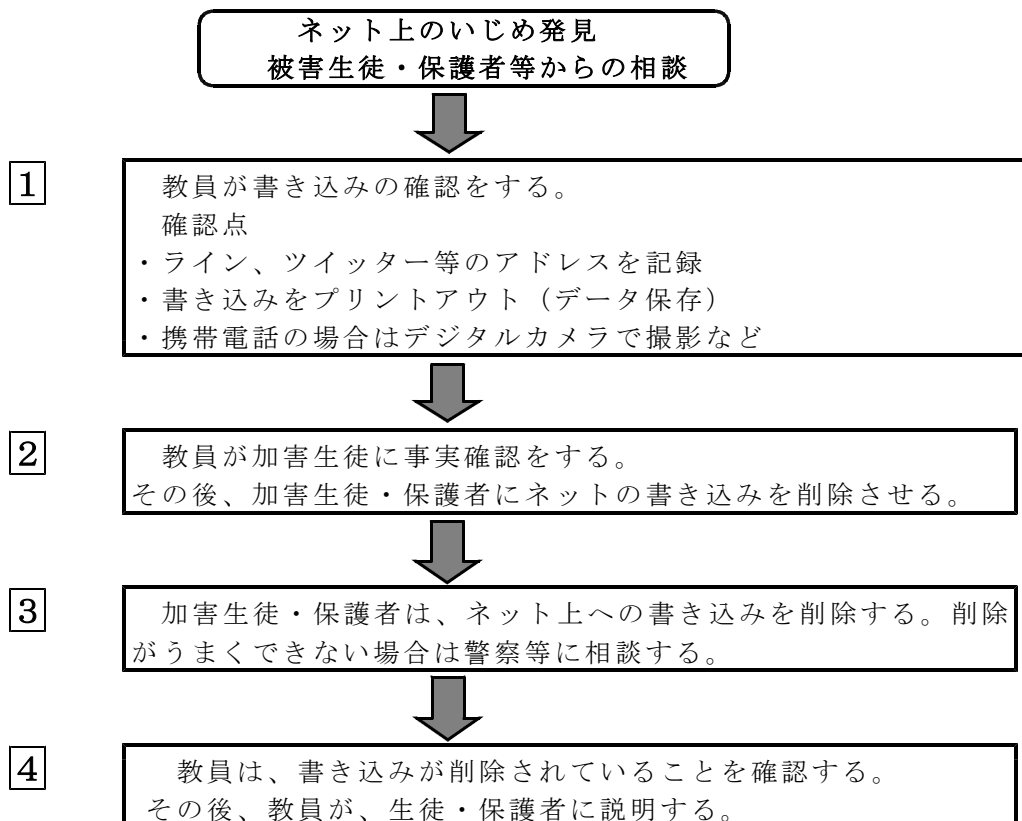 ネット上のいじめ発見
被害生徒・保護者等からの相談
1
教員が書き込みの確認をする。
確認点
・ライン、ツイッター等のアドレスを記録
・書き込みをプリントアウト（データ保存）
・携帯電話の場合はデジタルカメラで撮影など
2
教員が加害生徒に事実確認をする。
その後、加害生徒・保護者にネットの書き込みを削除させる。
3
加害生徒・保護者は、ネット上への書き込みを削除する。削除
がうまくできない場合は警察等に相談する。
4
教員は、書き込みが削除されていることを確認する。
その後、教員が、生徒・保護者に説明する。